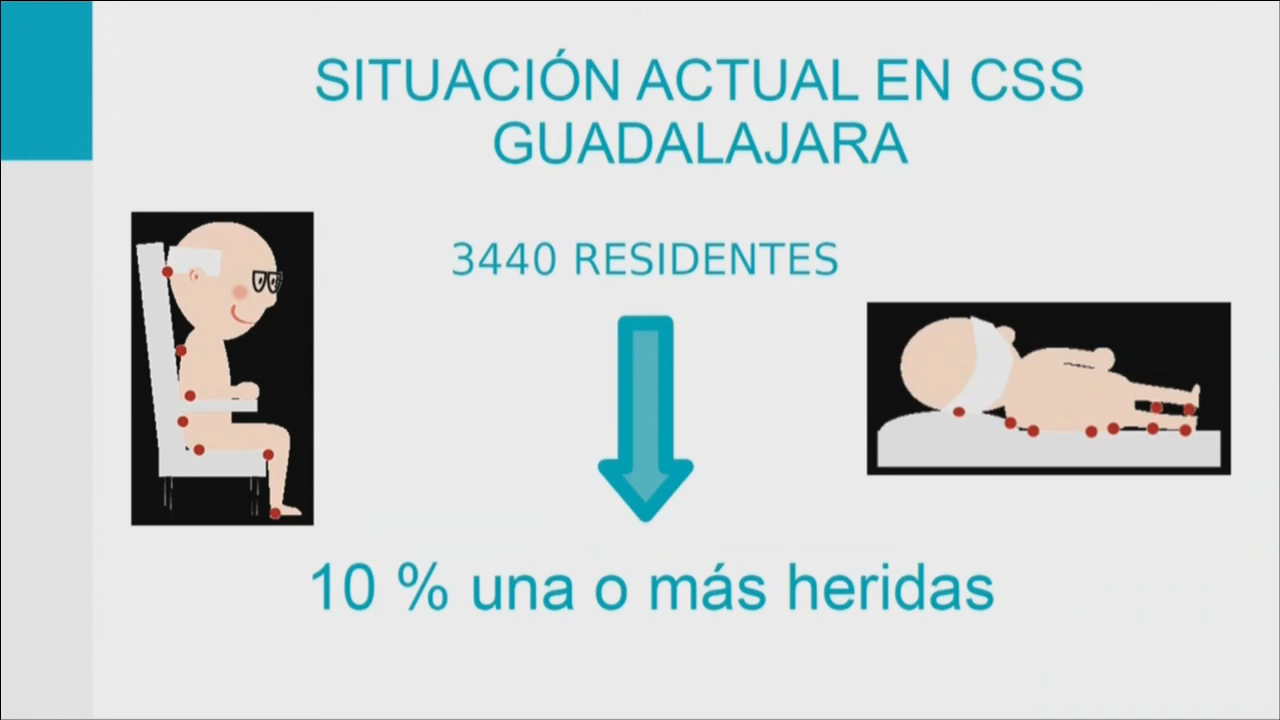 SITUACIÓN ACTUAL EN CSS
GUADALAJARA
3440 RESIDENTES
10 % una o más heridas